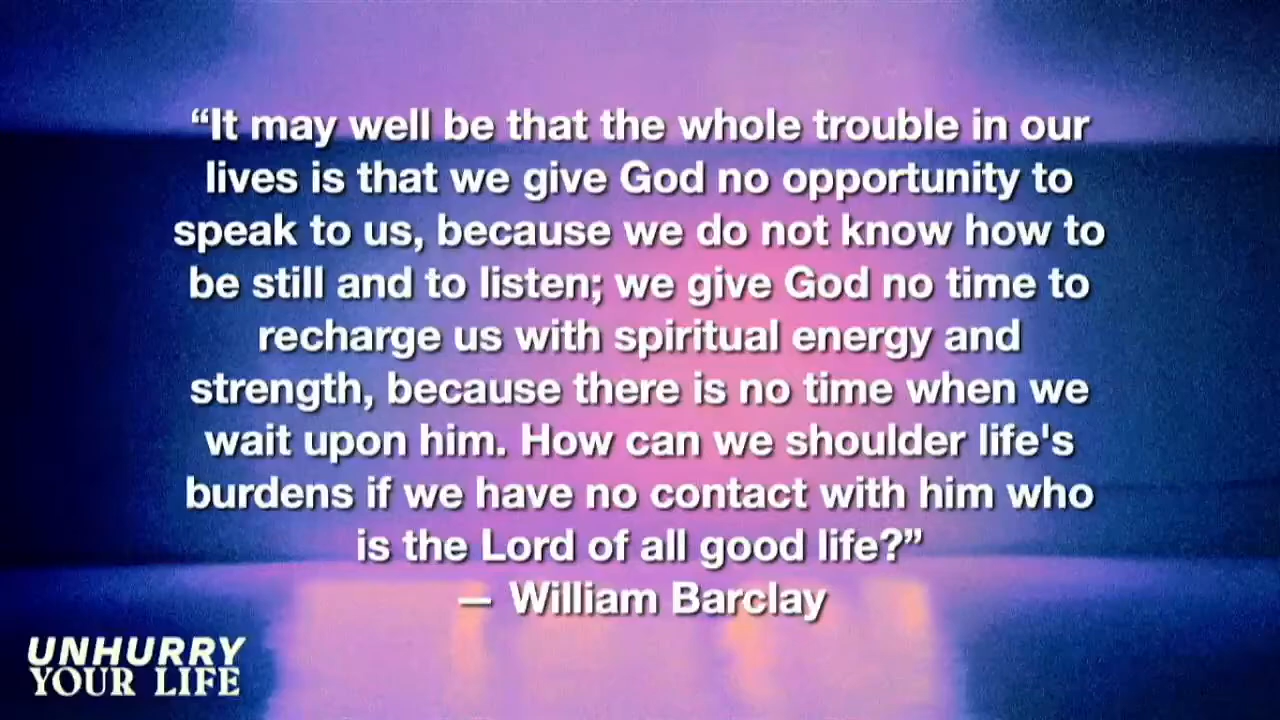 “It may well be that the whole trouble in our
lives is that we give God no opportunity to
speak to us, because we do not know how to
be still and to listen; we give God no time to
recharge us with spiritual energy and
strength, because there is no time when we
wait upon him. How can we shoulder life's
burdens if we have no contact with him who
is the Lord of all good life?”
— William Barclay
UNHURRY
YOUR LIFE